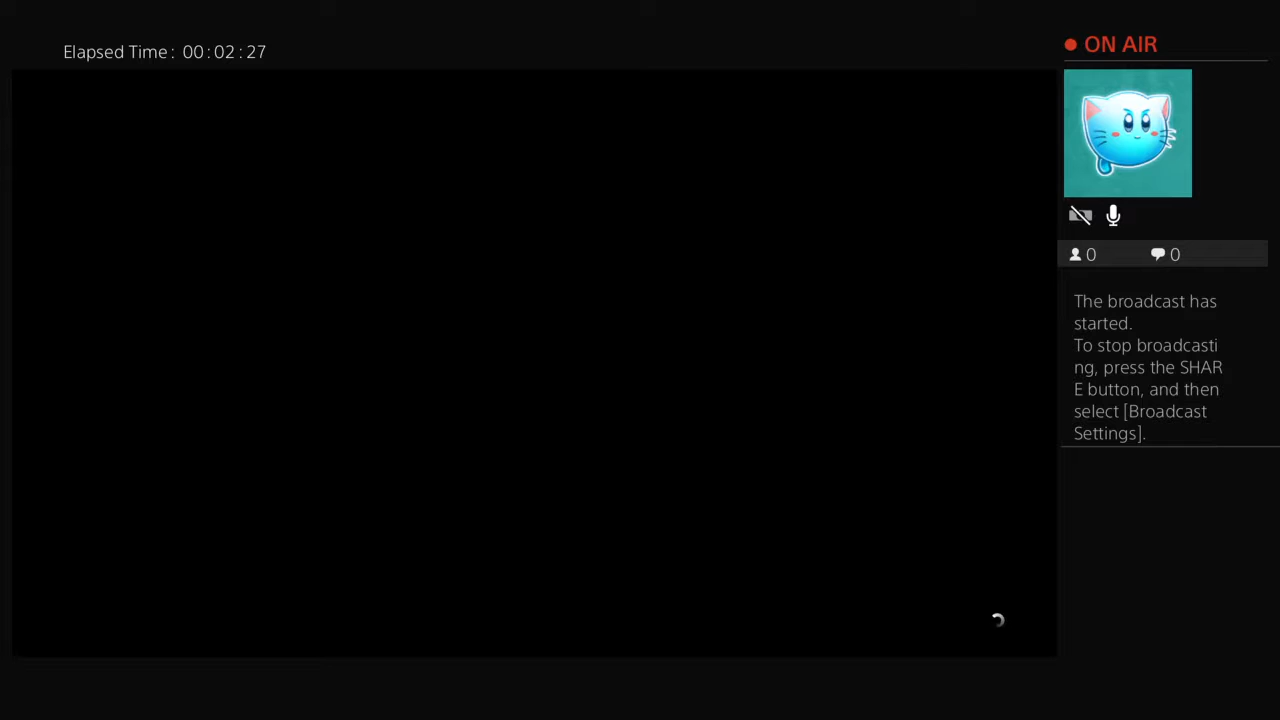 Elapsed Time: 00:02:27
ON AIR
0 0
The broadcast has
started.
To stop broadcasti
ng, press the SHAR
E button, and then
select [Broadcast
Settings].